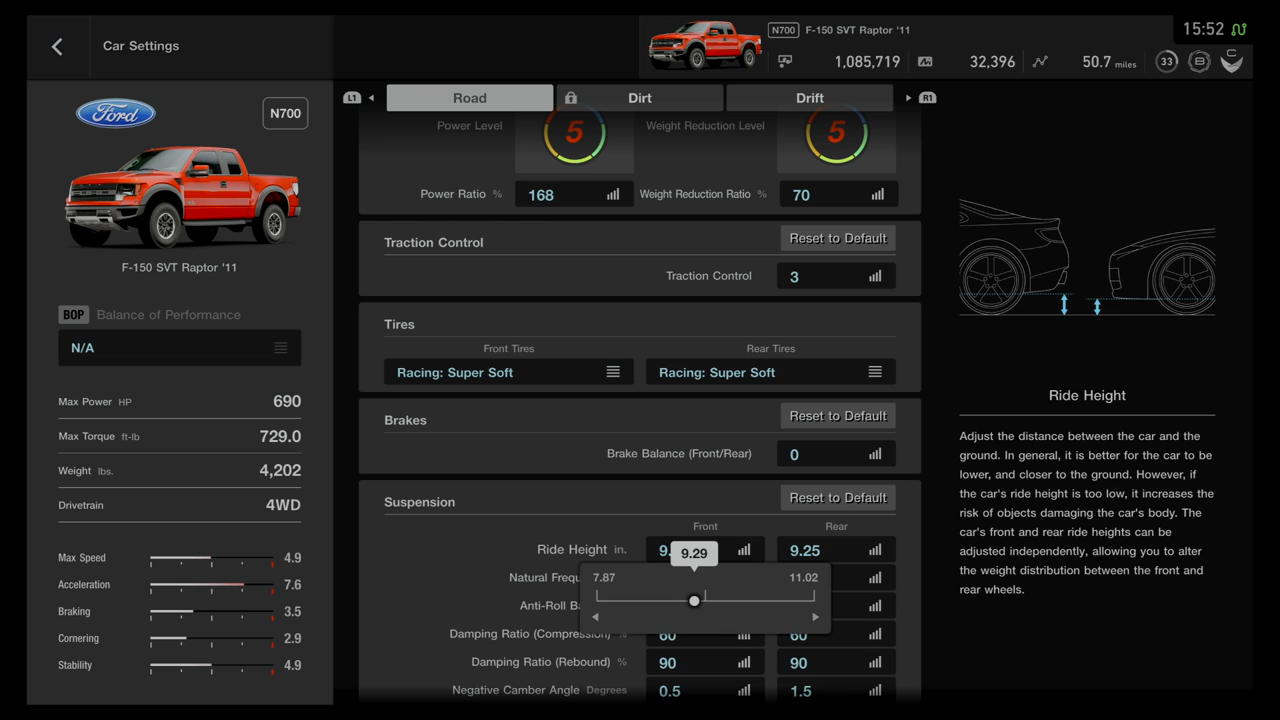 Car Settings
N700 F-150 SVT Raptor '11
15:52
1,085,719 32,396 50.7 miles 33 B C
Ford
N700
F-150 SVT Raptor '11
BOP Balance of Performance
N/A
Max Power HP 690
Max Torque ft-lb 729.0
Weight lbs. 4,202
Drivetrain 4WD
Max Speed 4.9
Acceleration 7.6
Braking 3.5
Cornering 2.9
Stability 4.9
L1 Road Dirt Drift R1
Power Level 5 Weight Reduction Level 5
Power Ratio % 168 Weight Reduction Ratio % 70
Traction Control Reset to Default
Traction Control 3
Tires
Front Tires Rear Tires
Racing: Super Soft Racing: Super Soft
Brakes Reset to Default
Brake Balance (Front/Rear) 0
Suspension Reset to Default
Front Rear
Ride Height in. 9. 9.25
9.29
Natural Frequ
7.87 11.02
Anti-Roll Ba
Damping Ratio (Compression) % 60 60
Damping Ratio (Rebound) % 90 90
Negative Camber Angle Degrees 0.5 1.5
Ride Height
Adjust the distance between the car and the
ground. In general, it is better for the car to be
lower, and closer to the ground. However, if
the car's ride height is too low, it increases the
risk of objects damaging the car's body. The
car's front and rear ride heights can be
adjusted independently, allowing you to alter
the weight distribution between the front and
rear wheels.